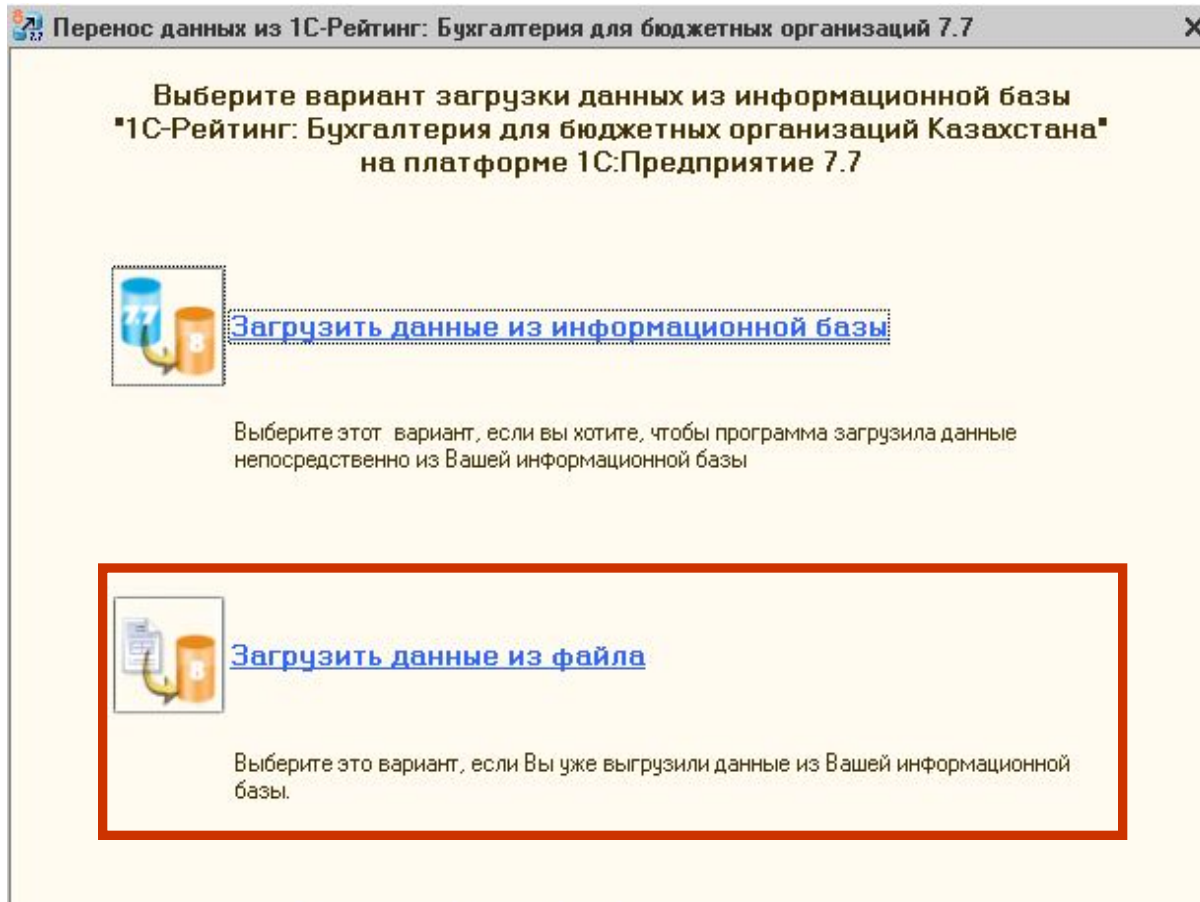 Перенос данных из 1С-Рейтинг: Бухгалтерия для бюджетных организаций 7.7
Выберите вариант загрузки данных из информационной базы
"1С-Рейтинг: Бухгалтерия для бюджетных организаций Казахстана"
на платформе 1С:Предприятие 7.7
7.7
8
Загрузить данные из информационной базы
Выберите этот вариант, если вы хотите, чтобы программа загрузила данные
непосредственно из Вашей информационной базы
8
Загрузить данные из файла
Выберите это вариант, если Вы уже выгрузили данные из Вашей информационной
базы.